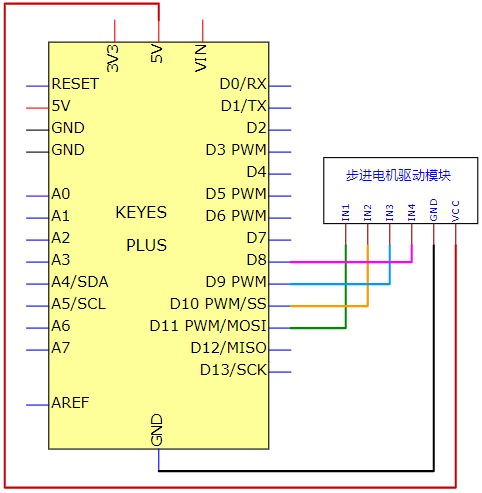 3V3
5V
VIN
RESET
5V
GND
GND
A0
A1
A2
A3
A4/SDA
A5/SCL
A6
A7
AREF
KEYES
PLUS
D0/RX
D1/TX
D2
D3 PWM
D4
D5 PWM
D6 PWM
D7
D8
D9 PWM
D10 PWM/SS
D11 PWM/MOSI
D12/MISO
D13/SCK
GND
步进电机驱动模块
IN1
IN2
IN3
IN4
GND
VCC